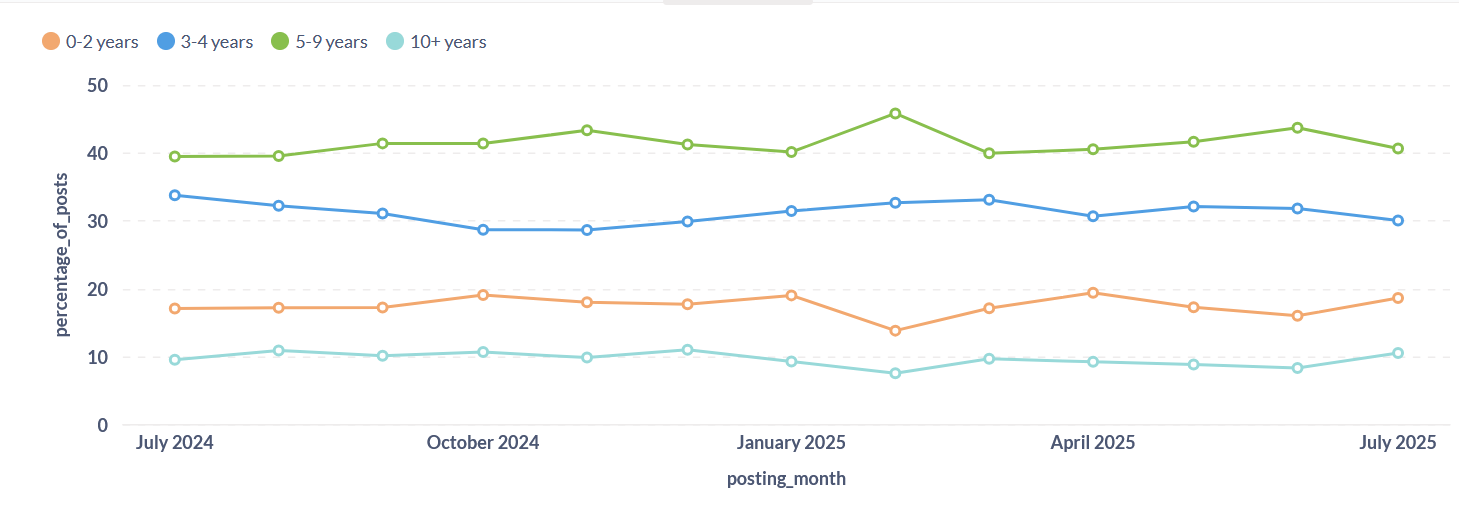 0-2 years 3-4 years 5-9 years 10+ years
50
40
30
20
10
0
percentage_of_posts
July 2024 October 2024 January 2025 April 2025 July 2025
posting_month